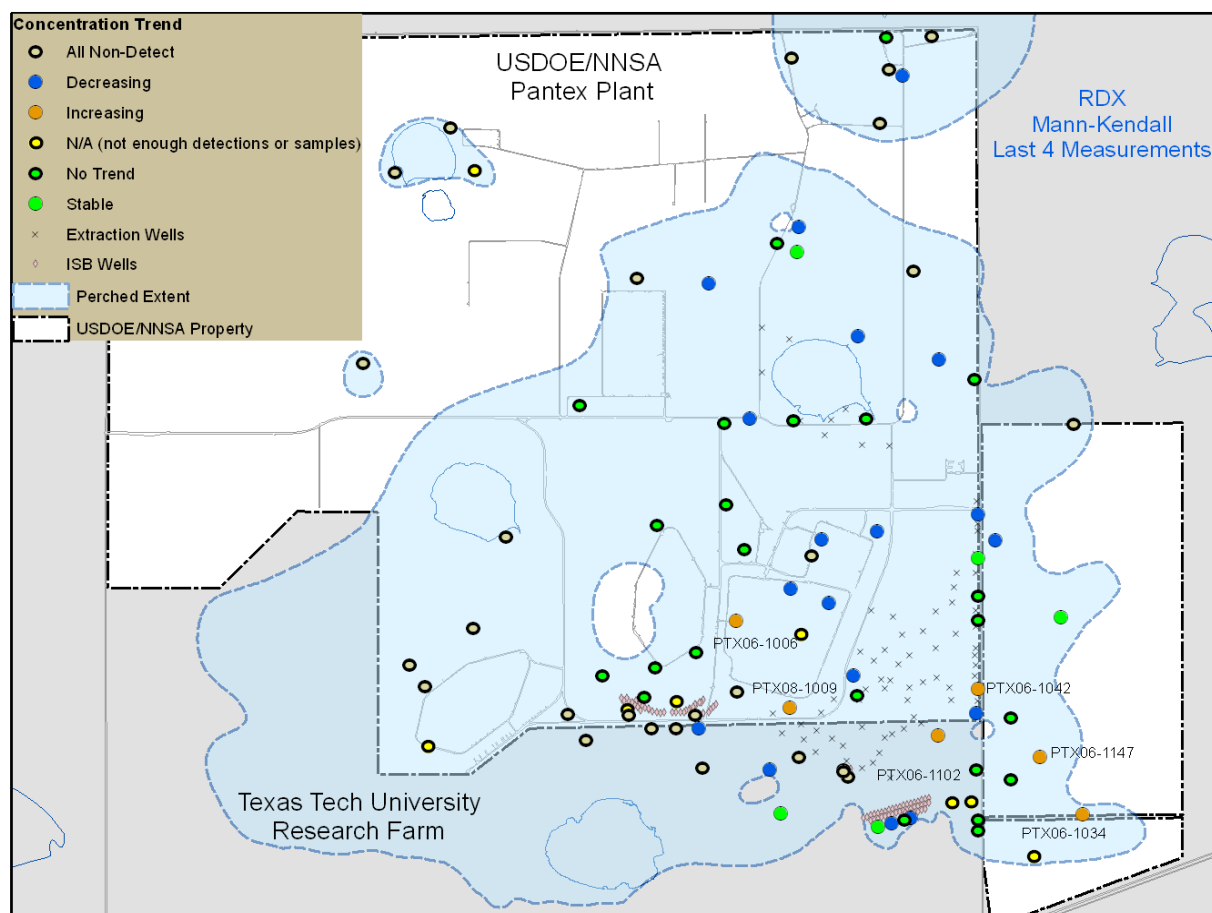 Concentration Trend
All Non-Detect
Decreasing
Increasing
N/A (not enough detections or samples)
No Trend
Stable
Extraction Wells
ISB Wells
Perched Extent
USDOE/NNSA Property
USDOE/NNSA
Pantex Plant
RDX
Mann-Kendall
Last 4 Measurements
PTX06-1006
PTX08-1009
PTX06-1042
PTX06-1147
PTX06-1102
PTX06-1034
Texas Tech University
Research Farm